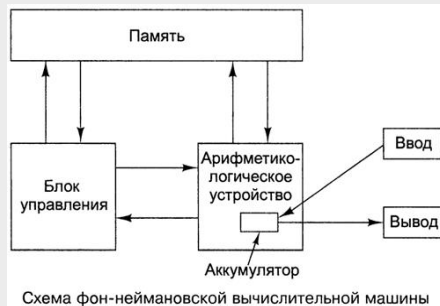 Память
Блок
управления
Арифметико-
логическое
устройство
Ввод
Вывод
Аккумулятор
Схема фон-неймановской вычислительной машины